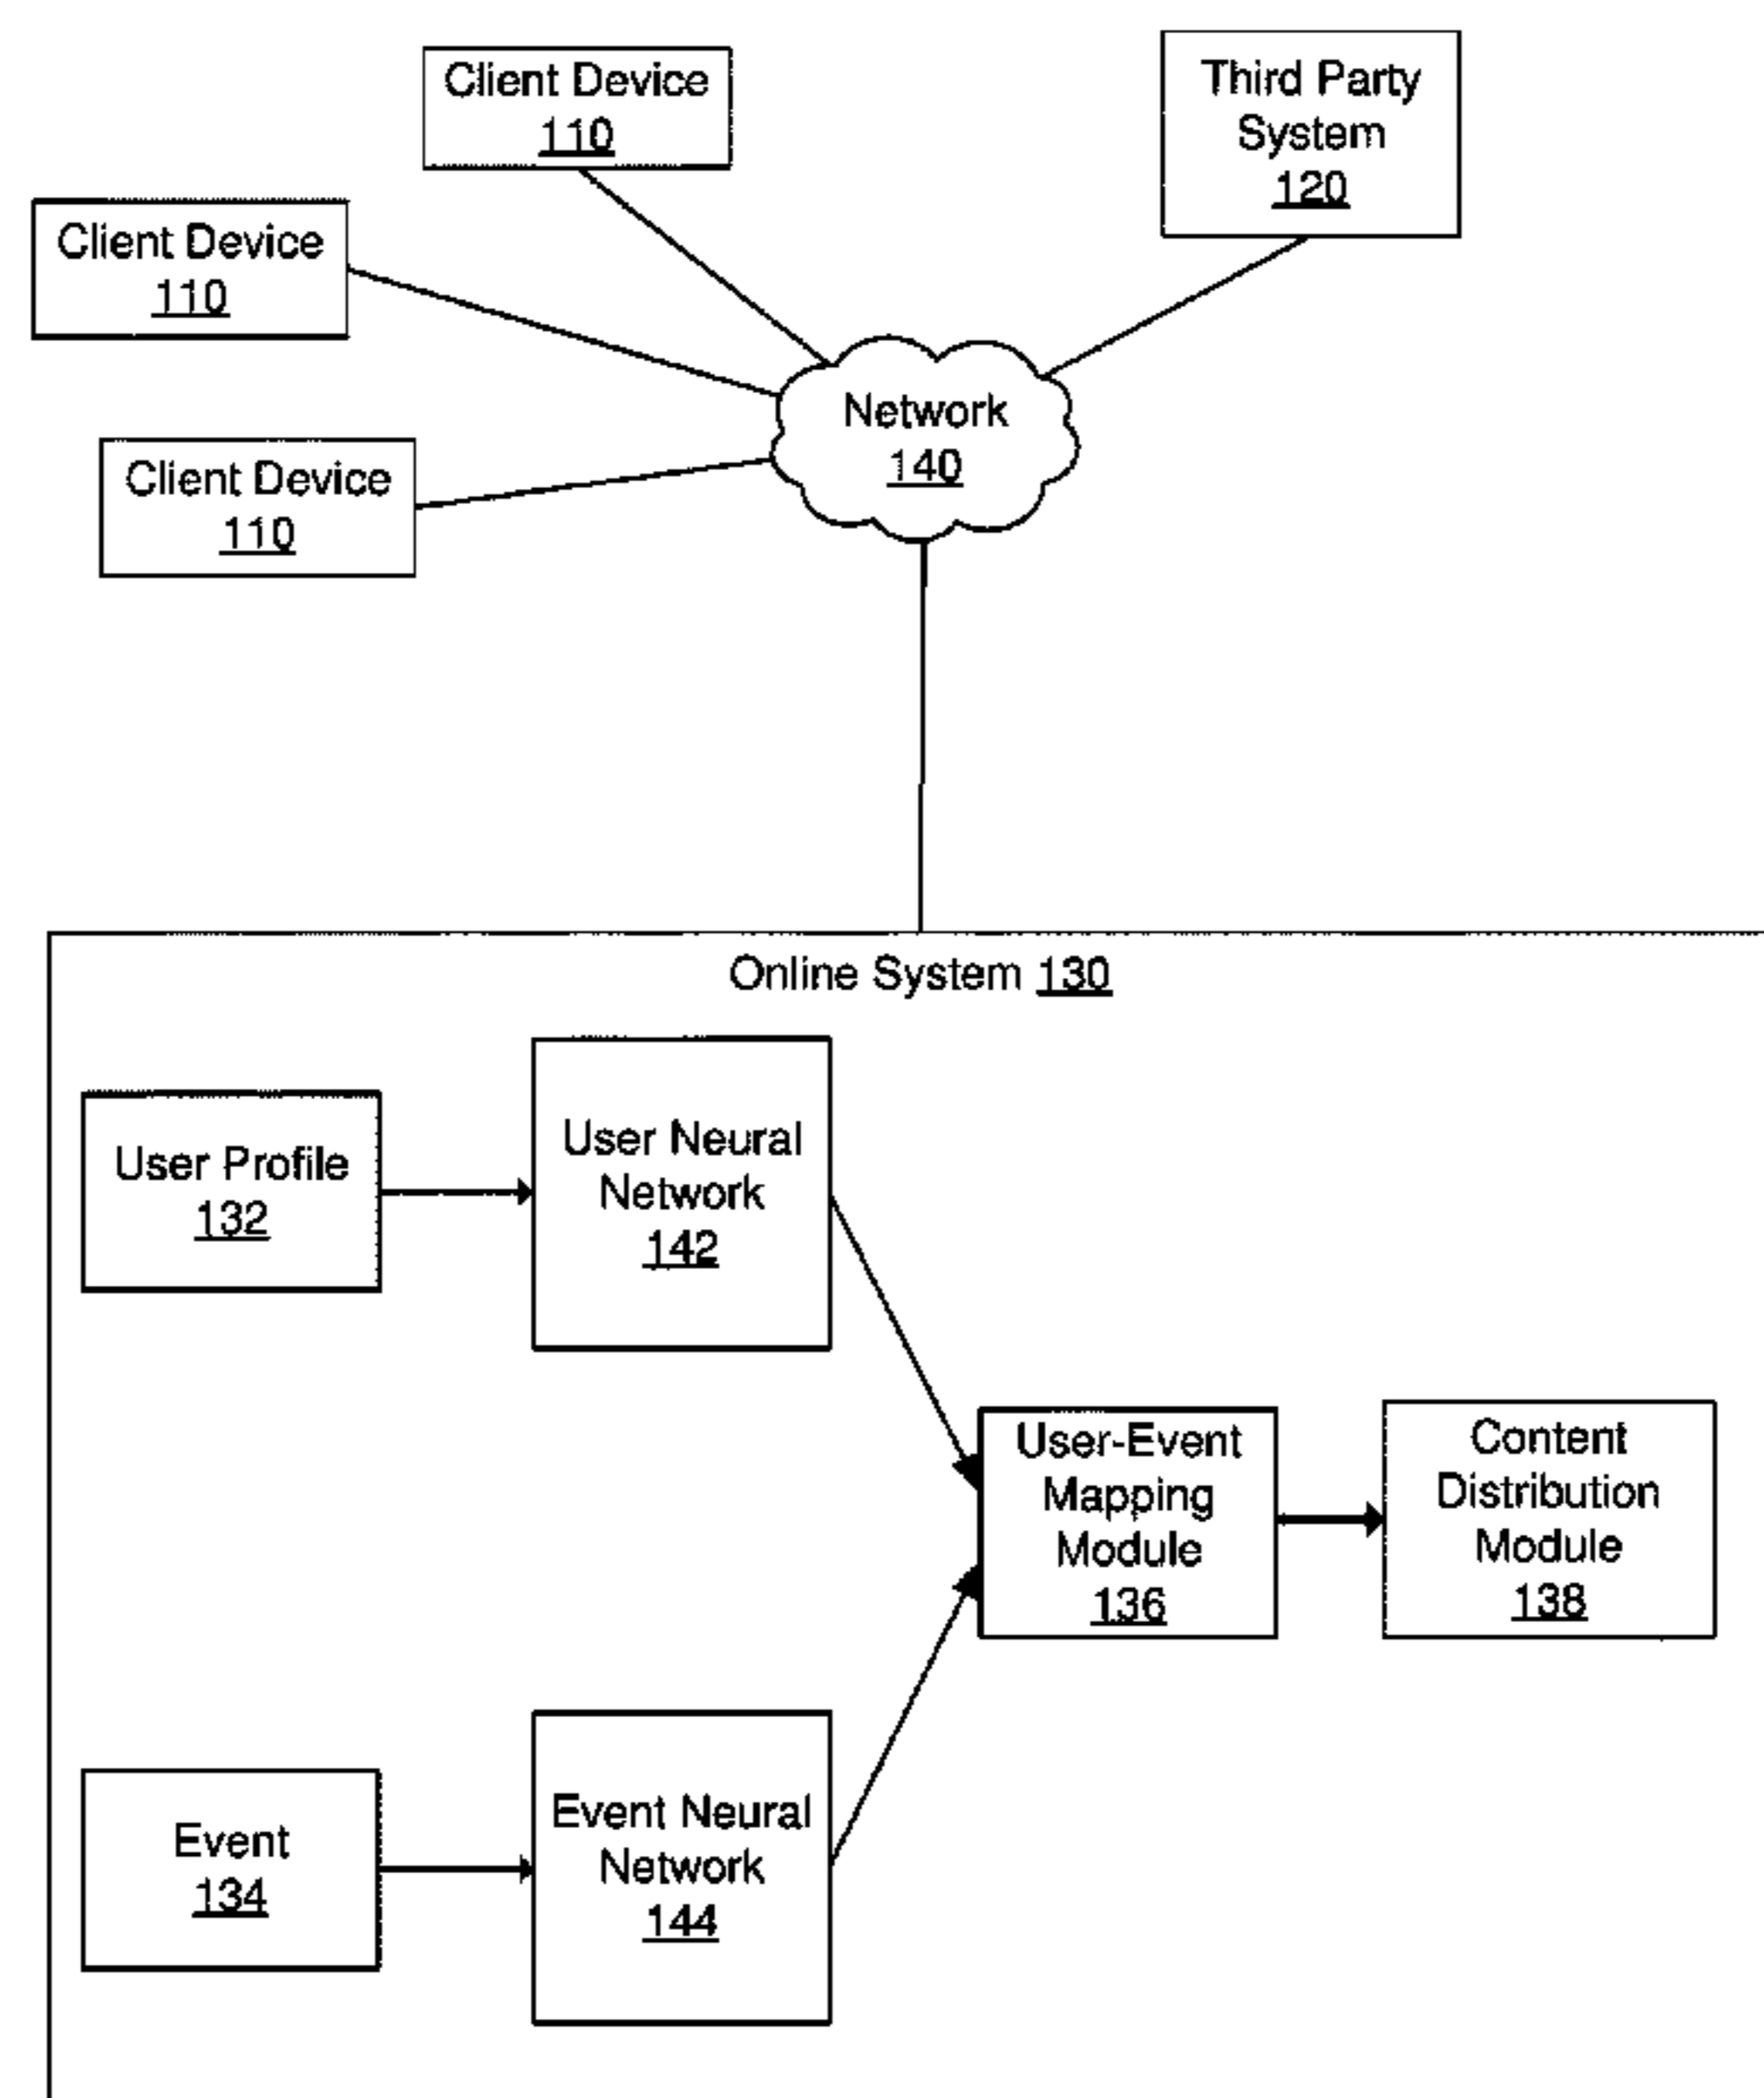 Client Device
110
Third Party
System
120
Client Device
110
Network
140
Client Device
110
Online System 130
User Profile
132
User Neural
Network
142
User-Event
Mapping
Module
136
Content
Distribution
Module
138
Event
134
Event Neural
Network
144